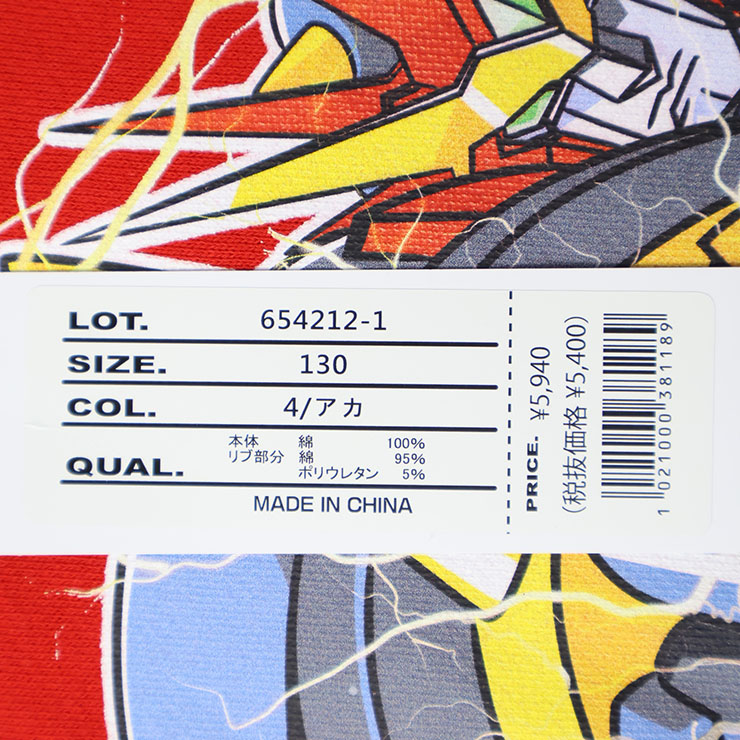 LOT. 654212-1
SIZE. 130
COL. 4/アカ
QUAL. 本体 綿 100%
リブ部分 綿 95%
ポリウレタン 5%
MADE IN CHINA
PRICE. ¥5,940
(税抜価格 ¥5,400)
1021000381189